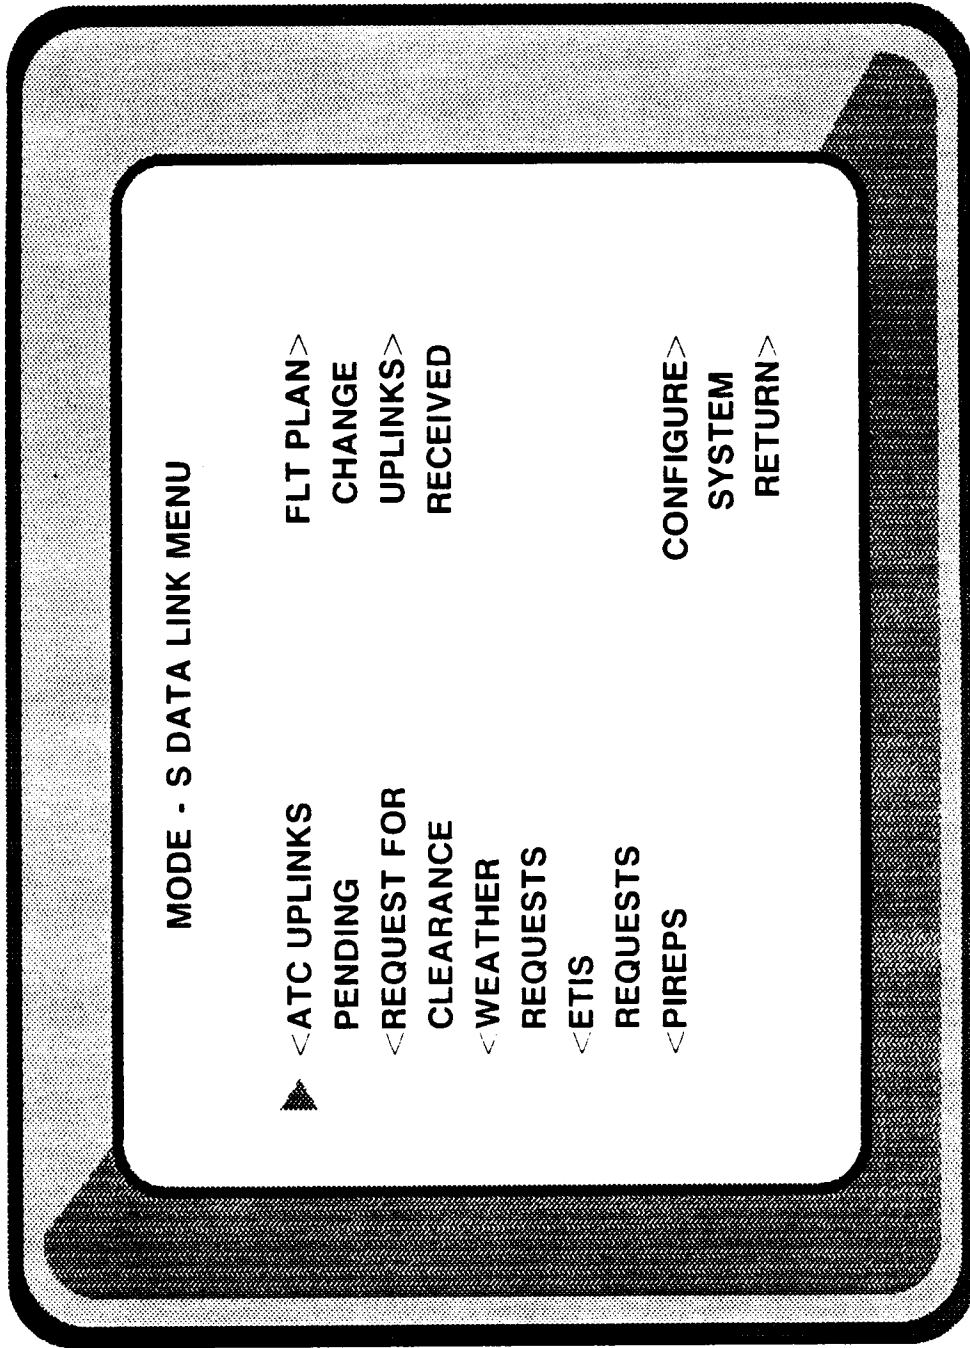 MODE - S DATA LINK MENU
<ATC UPLINKS FLT PLAN>
PENDING CHANGE
<REQUEST FOR UPLINKS>
CLEARANCE RECEIVED
<WEATHER
REQUESTS
<ETIS
REQUESTS
<PIREPS CONFIGURE>
SYSTEM
RETURN>